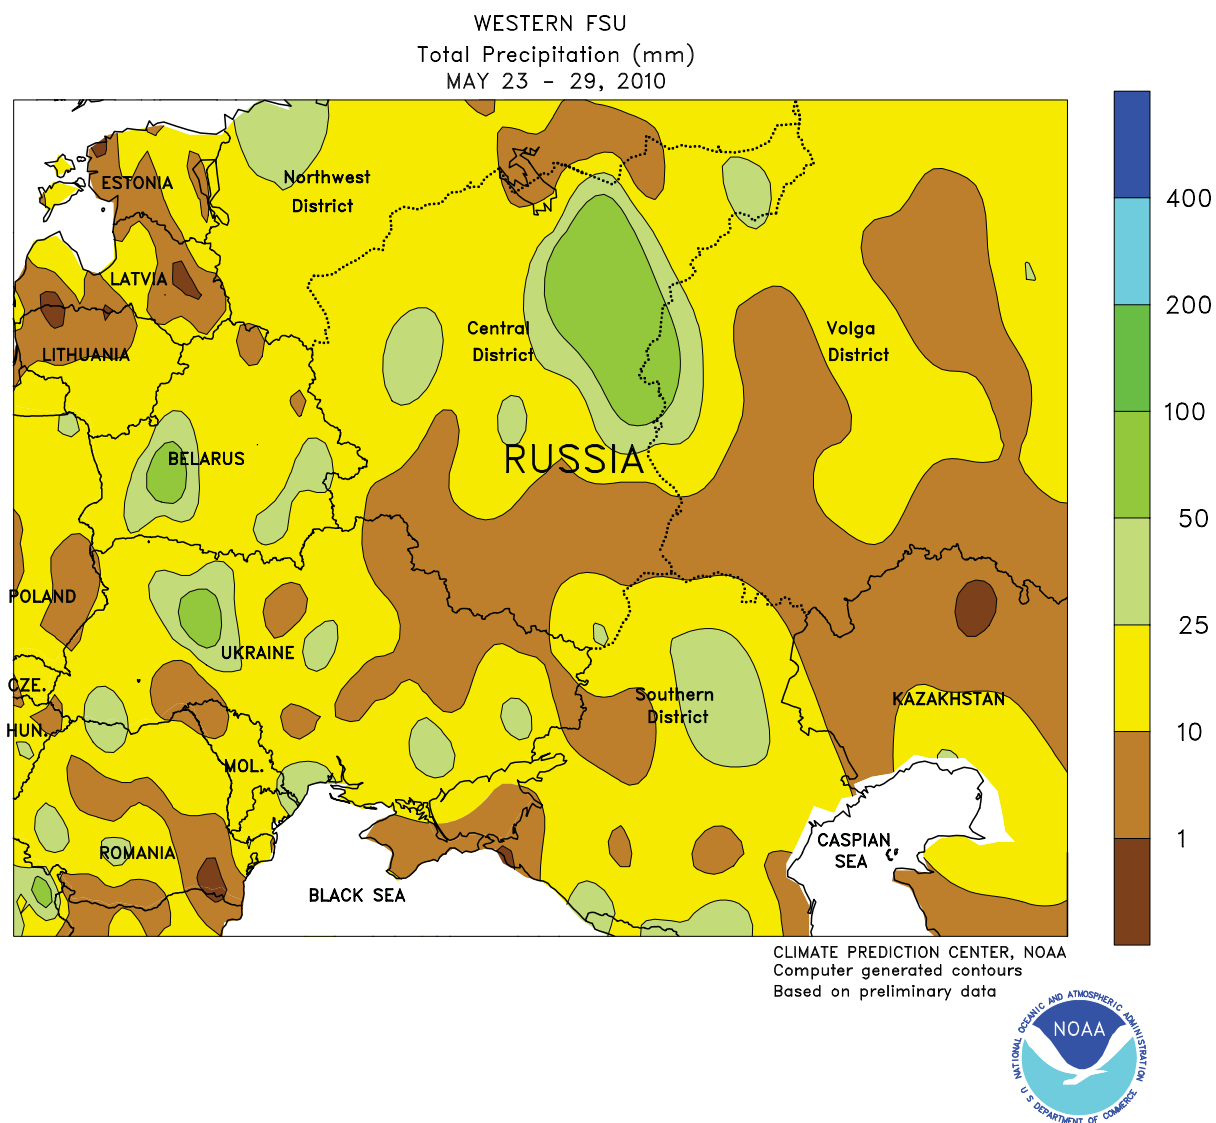 WESTERN FSU
Total Precipitation (mm)
MAY 23 - 29, 2010
Northwest
District
ESTONIA
LATVIA
LITHUANIA
Central
District
Volga
District
RUSSIA
BELARUS
POLAND
UKRAINE
CZE.
HUN.
MOL.
Southern
District
KAZAKHSTAN
ROMANIA
BLACK SEA
CASPIAN
SEA
400
200
100
50
25
10
1
CLIMATE PREDICTION CENTER, NOAA
Computer generated contours
Based on preliminary data
NATIONAL OCEANIC AND ATMOSPHERIC ADMINISTRATION
NOAA
U S DEPARTMENT OF COMMERCE